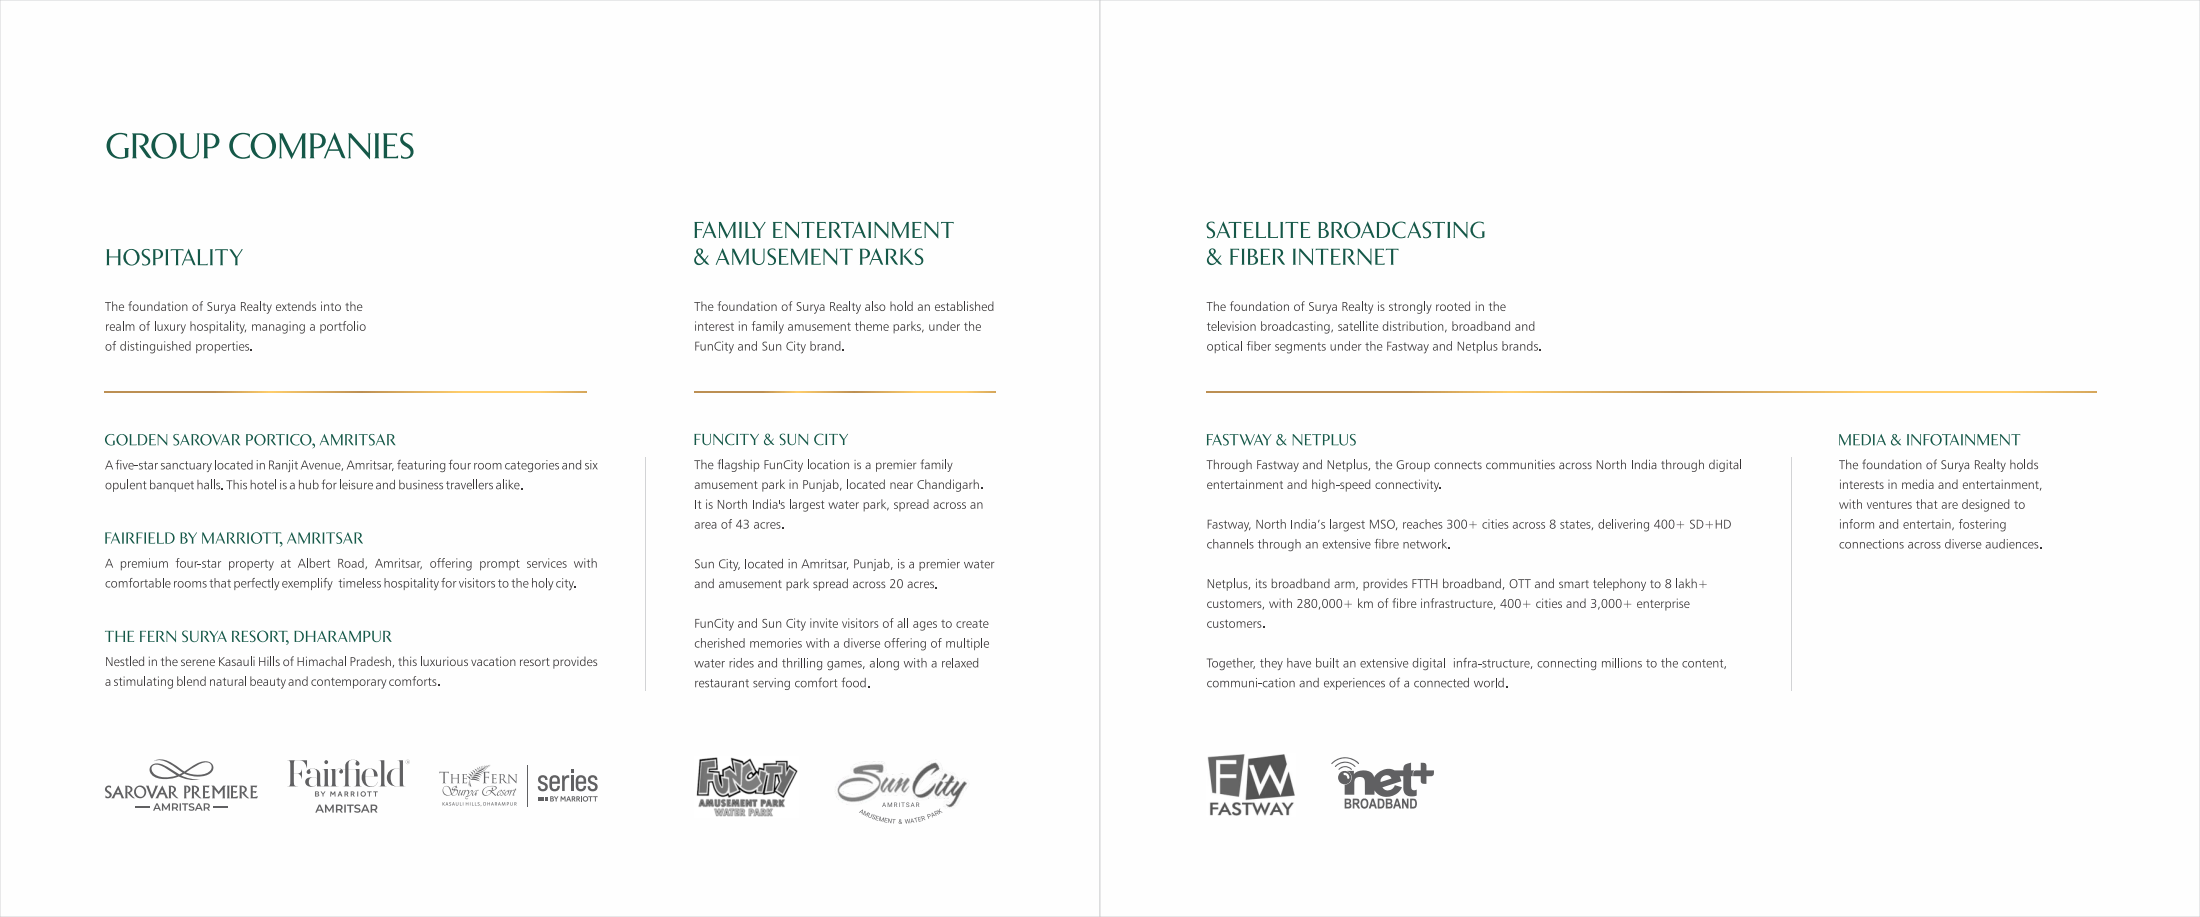 GROUP COMPANIES
HOSPITALITY
The foundation of Surya Realty extends into the
realm of luxury hospitality, managing a portfolio
of distinguished properties.
GOLDEN SAROVAR PORTICO, AMRITSAR
A five-star sanctuary located in Ranjit Avenue, Amritsar, featuring four room categories and six
opulent banquet halls. This hotel is a hub for leisure and business travellers alike.
FAIRFIELD BY MARRIOTT, AMRITSAR
A premium four-star property at Albert Road, Amritsar, offering prompt services with
comfortable rooms that perfectly exemplify  timeless hospitality for visitors to the holy city.
THE FERN SURYA RESORT, DHARAMPUR
Nestled in the serene Kasauli Hills of Himachal Pradesh, this luxurious vacation resort provides
a stimulating blend natural beauty and contemporary comforts.
SAROVAR PREMIERE
AMRITSAR
Fairfield®
BY MARRIOTT
AMRITSAR
THE FERN
Surya Resort
KASAULI HILLS, DHARAMPUR
series
BY MARRIOTT
FAMILY ENTERTAINMENT
& AMUSEMENT PARKS
The foundation of Surya Realty also hold an established
interest in family amusement theme parks, under the
FunCity and Sun City brand.
FUNCITY & SUN CITY
The flagship FunCity location is a premier family
amusement park in Punjab, located near Chandigarh.
It is North India's largest water park, spread across an
area of 43 acres.
Sun City, located in Amritsar, Punjab, is a premier water
and amusement park spread across 20 acres.
FunCity and Sun City invite visitors of all ages to create
cherished memories with a diverse offering of multiple
water rides and thrilling games, along with a relaxed
restaurant serving comfort food.
FUNCITY
AMUSEMENT PARK
WATER PARK
Sun City
AMRITSAR
AMUSEMENT & WATER PARK
SATELLITE BROADCASTING
& FIBER INTERNET
The foundation of Surya Realty is strongly rooted in the
television broadcasting, satellite distribution, broadband and
optical fiber segments under the Fastway and Netplus brands.
FASTWAY & NETPLUS
Through Fastway and Netplus, the Group connects communities across North India through digital
entertainment and high-speed connectivity.
Fastway, North India’s largest MSO, reaches 300+ cities across 8 states, delivering 400+ SD+HD
channels through an extensive fibre network.
Netplus, its broadband arm, provides FTTH broadband, OTT and smart telephony to 8 lakh+
customers, with 280,000+ km of fibre infrastructure, 400+ cities and 3,000+ enterprise
customers.
Together, they have built an extensive digital  infra-structure, connecting millions to the content,
communi-cation and experiences of a connected world.
FW
FASTWAY
net+
BROADBAND
MEDIA & INFOTAINMENT
The foundation of Surya Realty holds
interests in media and entertainment,
with ventures that are designed to
inform and entertain, fostering
connections across diverse audiences.